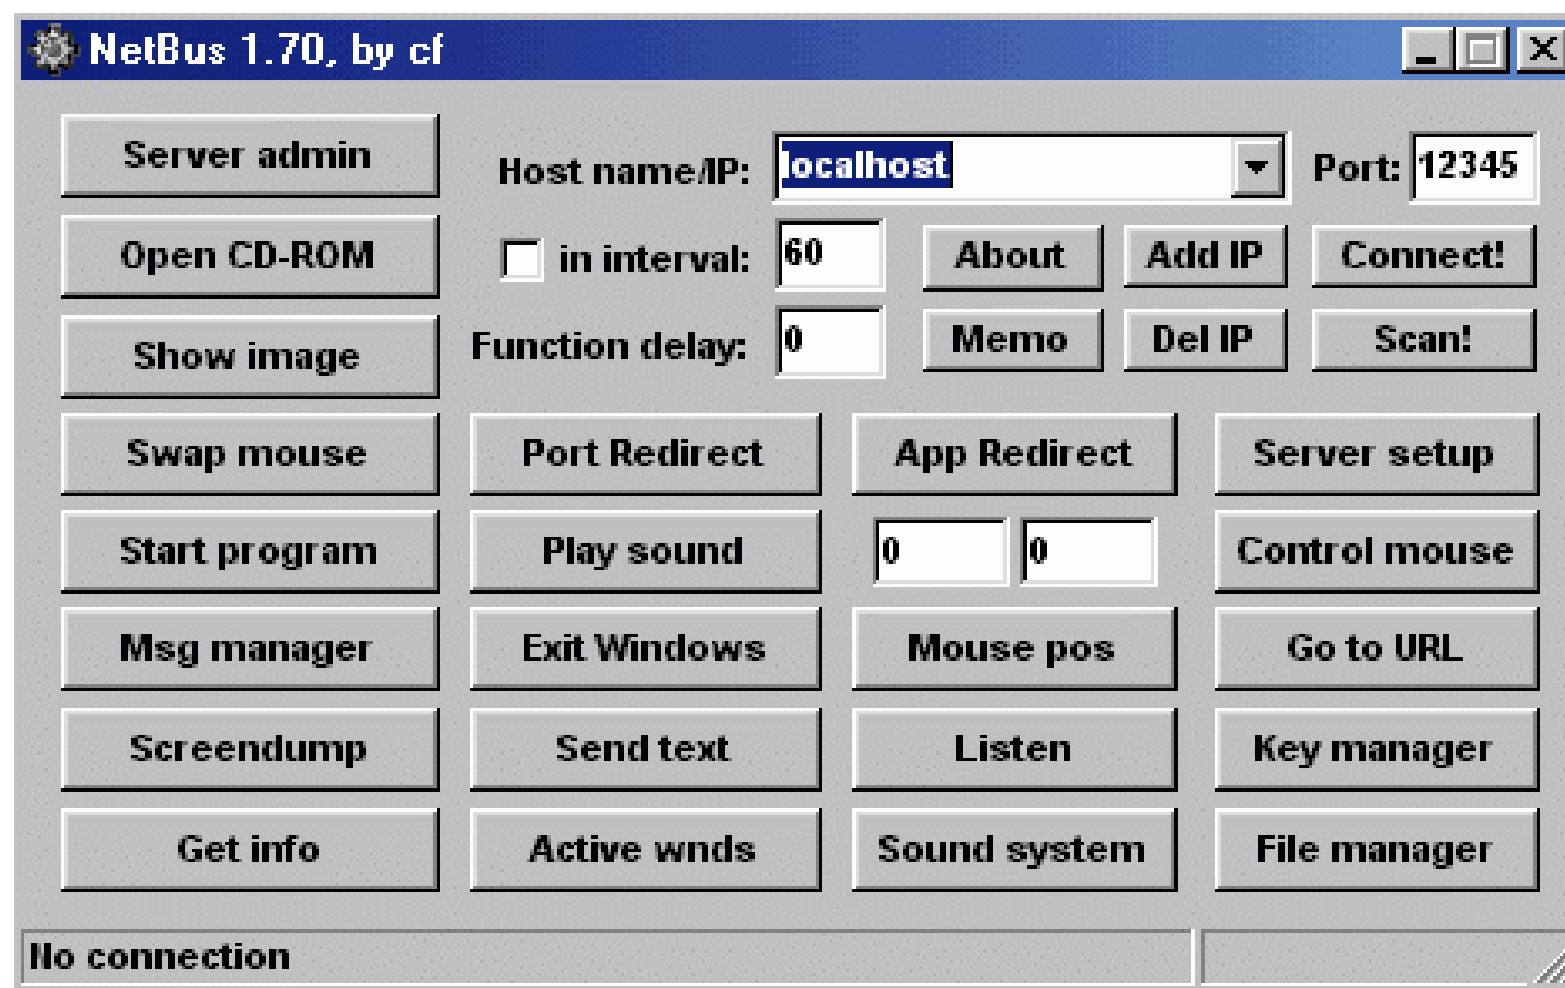 NetBus 1.70, by cf
Server admin
Host name/IP: localhost Port: 12345
Open CD-ROM
in interval: 60 About Add IP Connect!
Show image
Function delay: 0 Memo Del IP Scan!
Swap mouse Port Redirect App Redirect Server setup
Start program Play sound 0 0 Control mouse
Msg manager Exit Windows Mouse pos Go to URL
Screendump Send text Listen Key manager
Get info Active wnds Sound system File manager
No connection